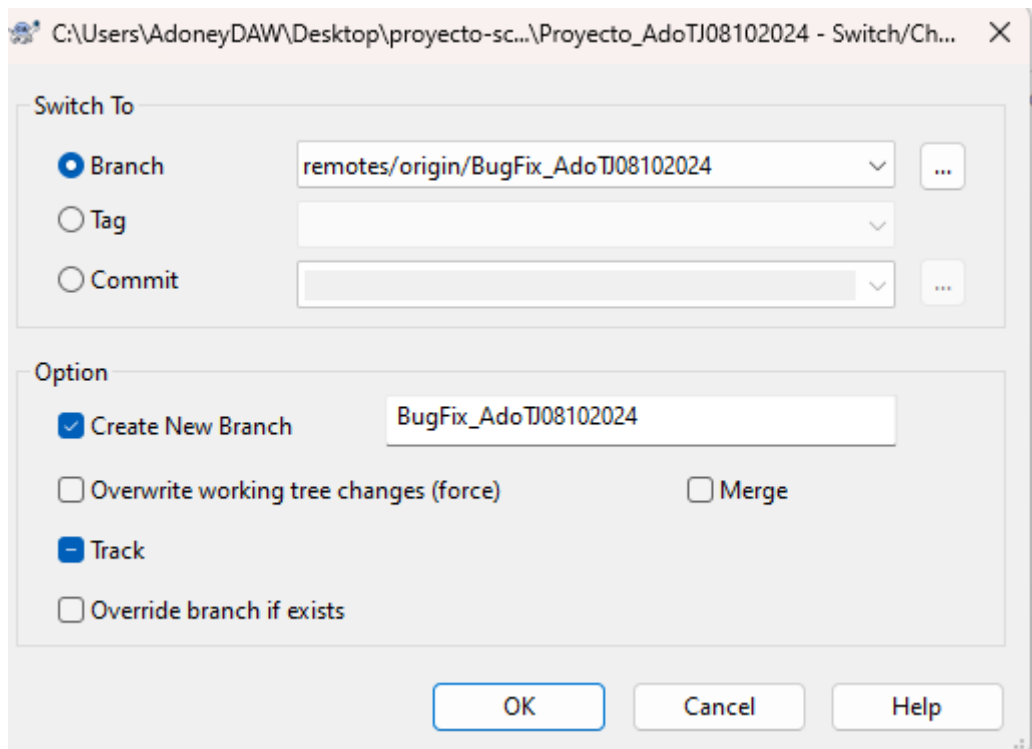 C:\Users\AdoneyDAW\Desktop\proyecto-sc...\Proyecto_AdoTJ08102024 - Switch/Ch...
Switch To
Branch
remotes/origin/BugFix_AdoTJ08102024
...
Tag
Commit
...
Option
Create New Branch
BugFix_AdoTJ08102024
Overwrite working tree changes (force)
Merge
Track
Override branch if exists
OK
Cancel
Help